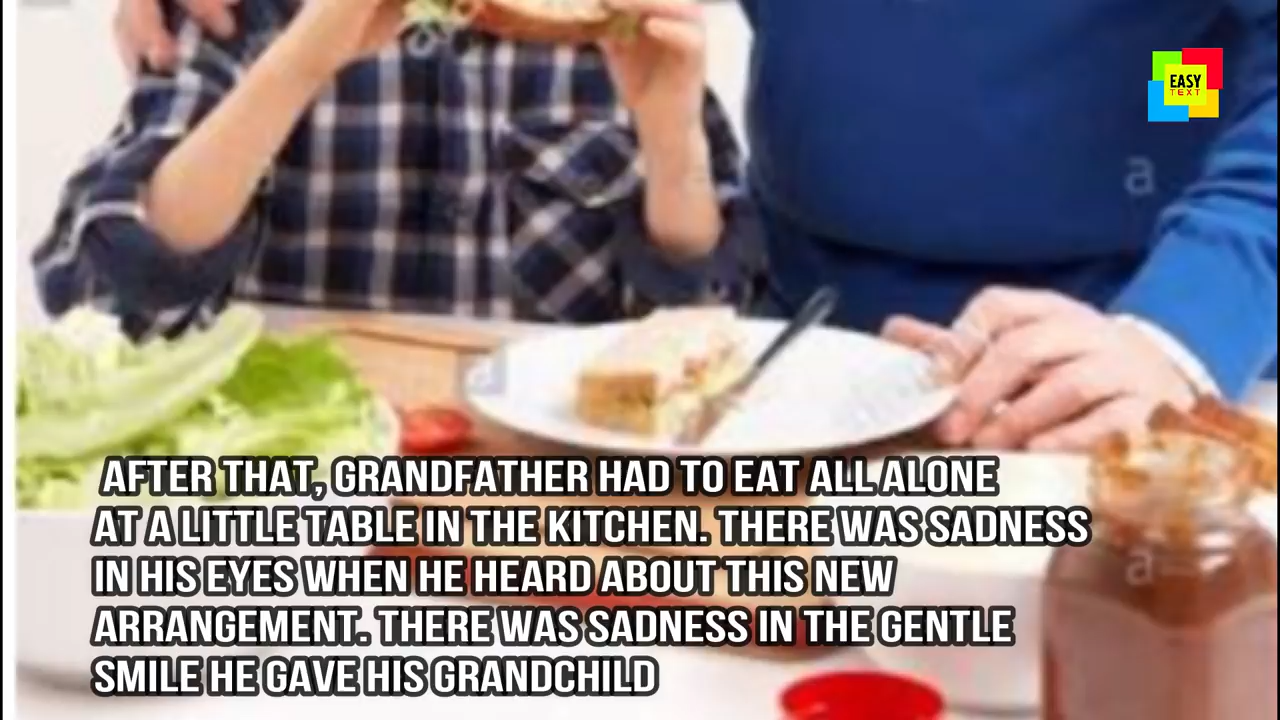 EASY
TEXT
a
a
a
a
AFTER THAT, GRANDFATHER HAD TO EAT ALL ALONE
AT A LITTLE TABLE IN THE KITCHEN. THERE WAS SADNESS
IN HIS EYES WHEN HE HEARD ABOUT THIS NEW
ARRANGEMENT. THERE WAS SADNESS IN THE GENTLE
SMILE HE GAVE HIS GRANDCHILD